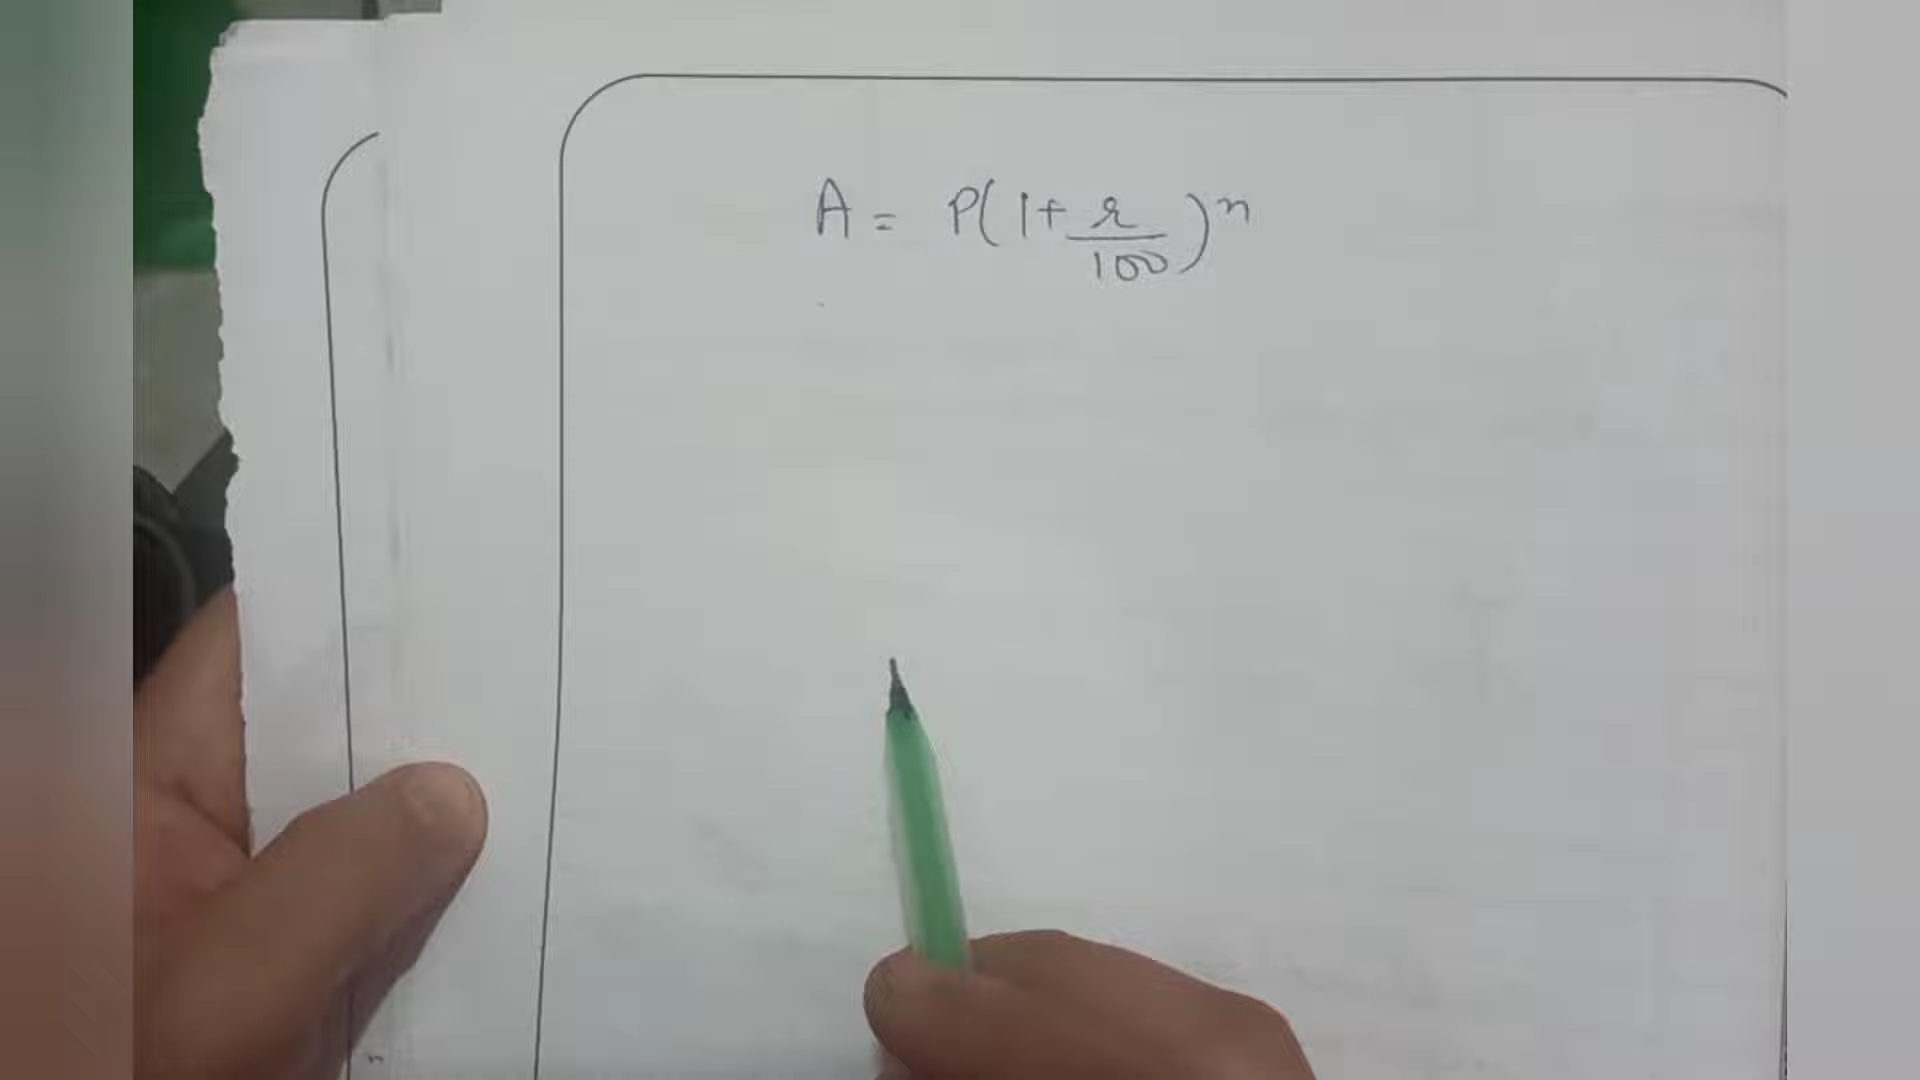 A = P(1+r/100)^n